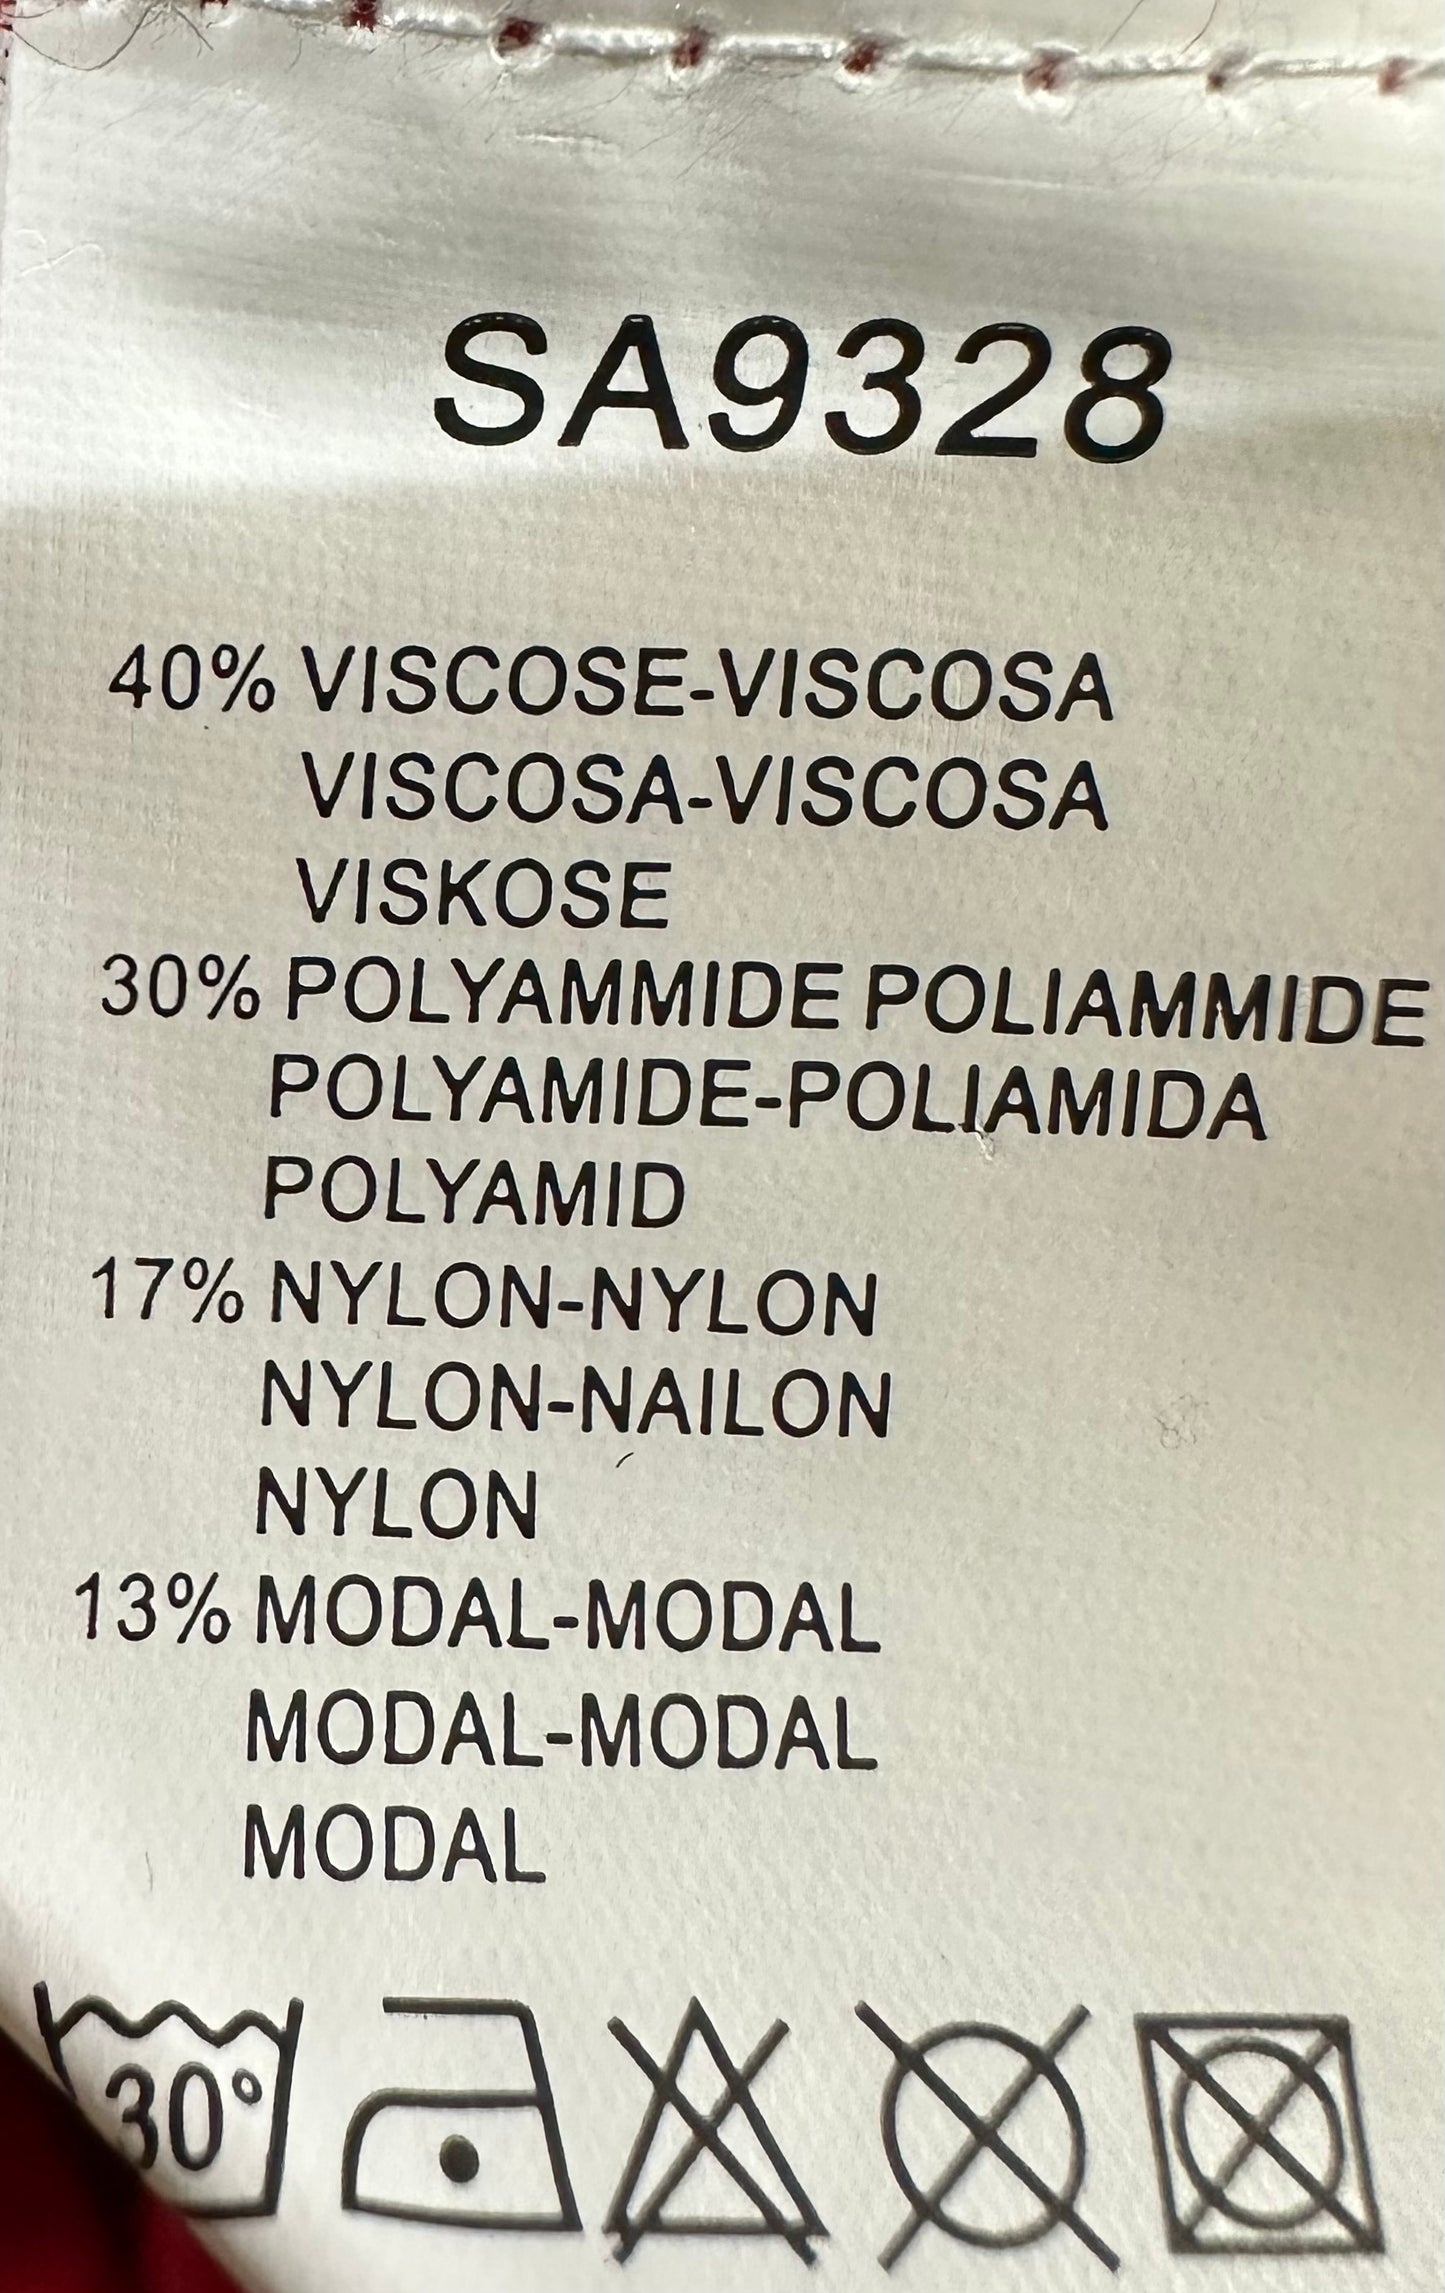 SA9328
40% VISCOSE-VISCOSA
VISCOSA-VISCOSA
VISKOSE
30% POLYAMMIDE POLIAMMIDE
POLYAMIDE-POLIAMIDA
POLYAMID
17% NYLON-NYLON
NYLON-NAILON
NYLON
13% MODAL-MODAL
MODAL-MODAL
MODAL
30°